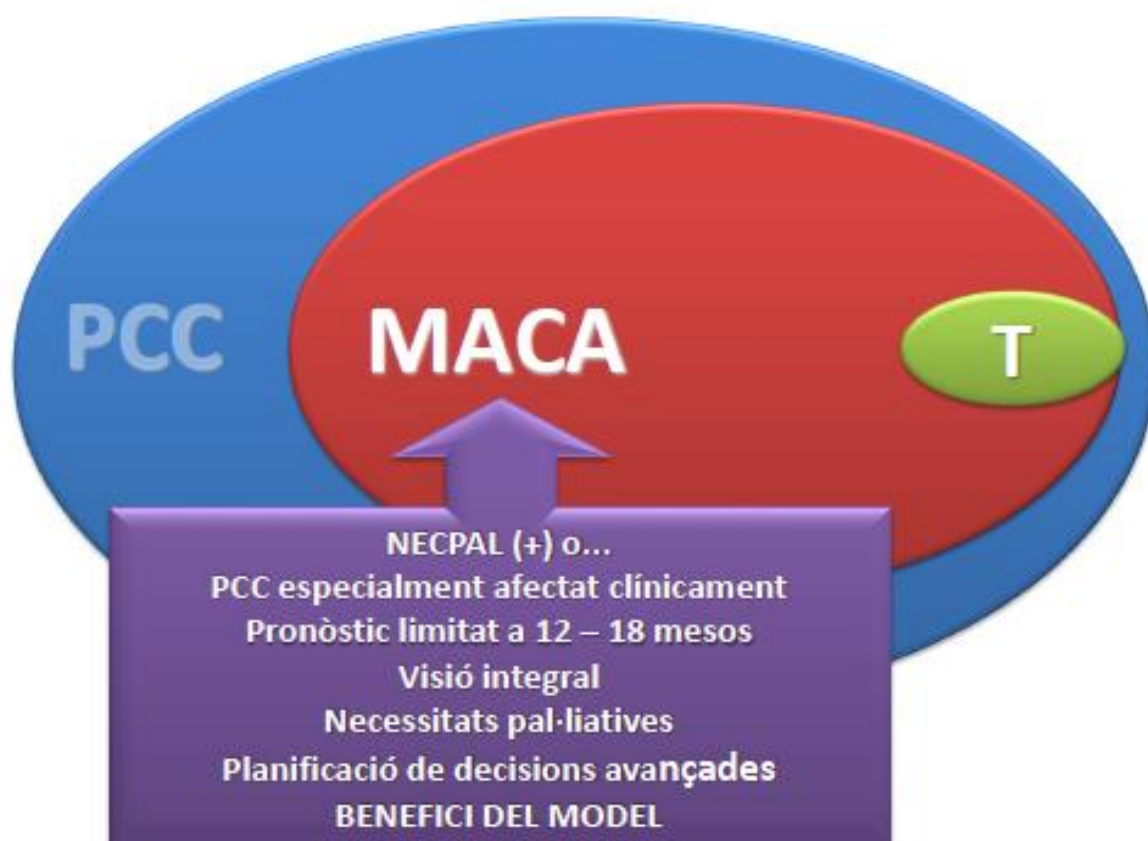 PCC
MACA
T
NECPAL (+) o...
PCC especialment afectat clínicament
Pronòstic limitat a 12 – 18 mesos
Visió integral
Necessitats pal·liatives
Planificació de decisions avançades
BENEFICI DEL MODEL